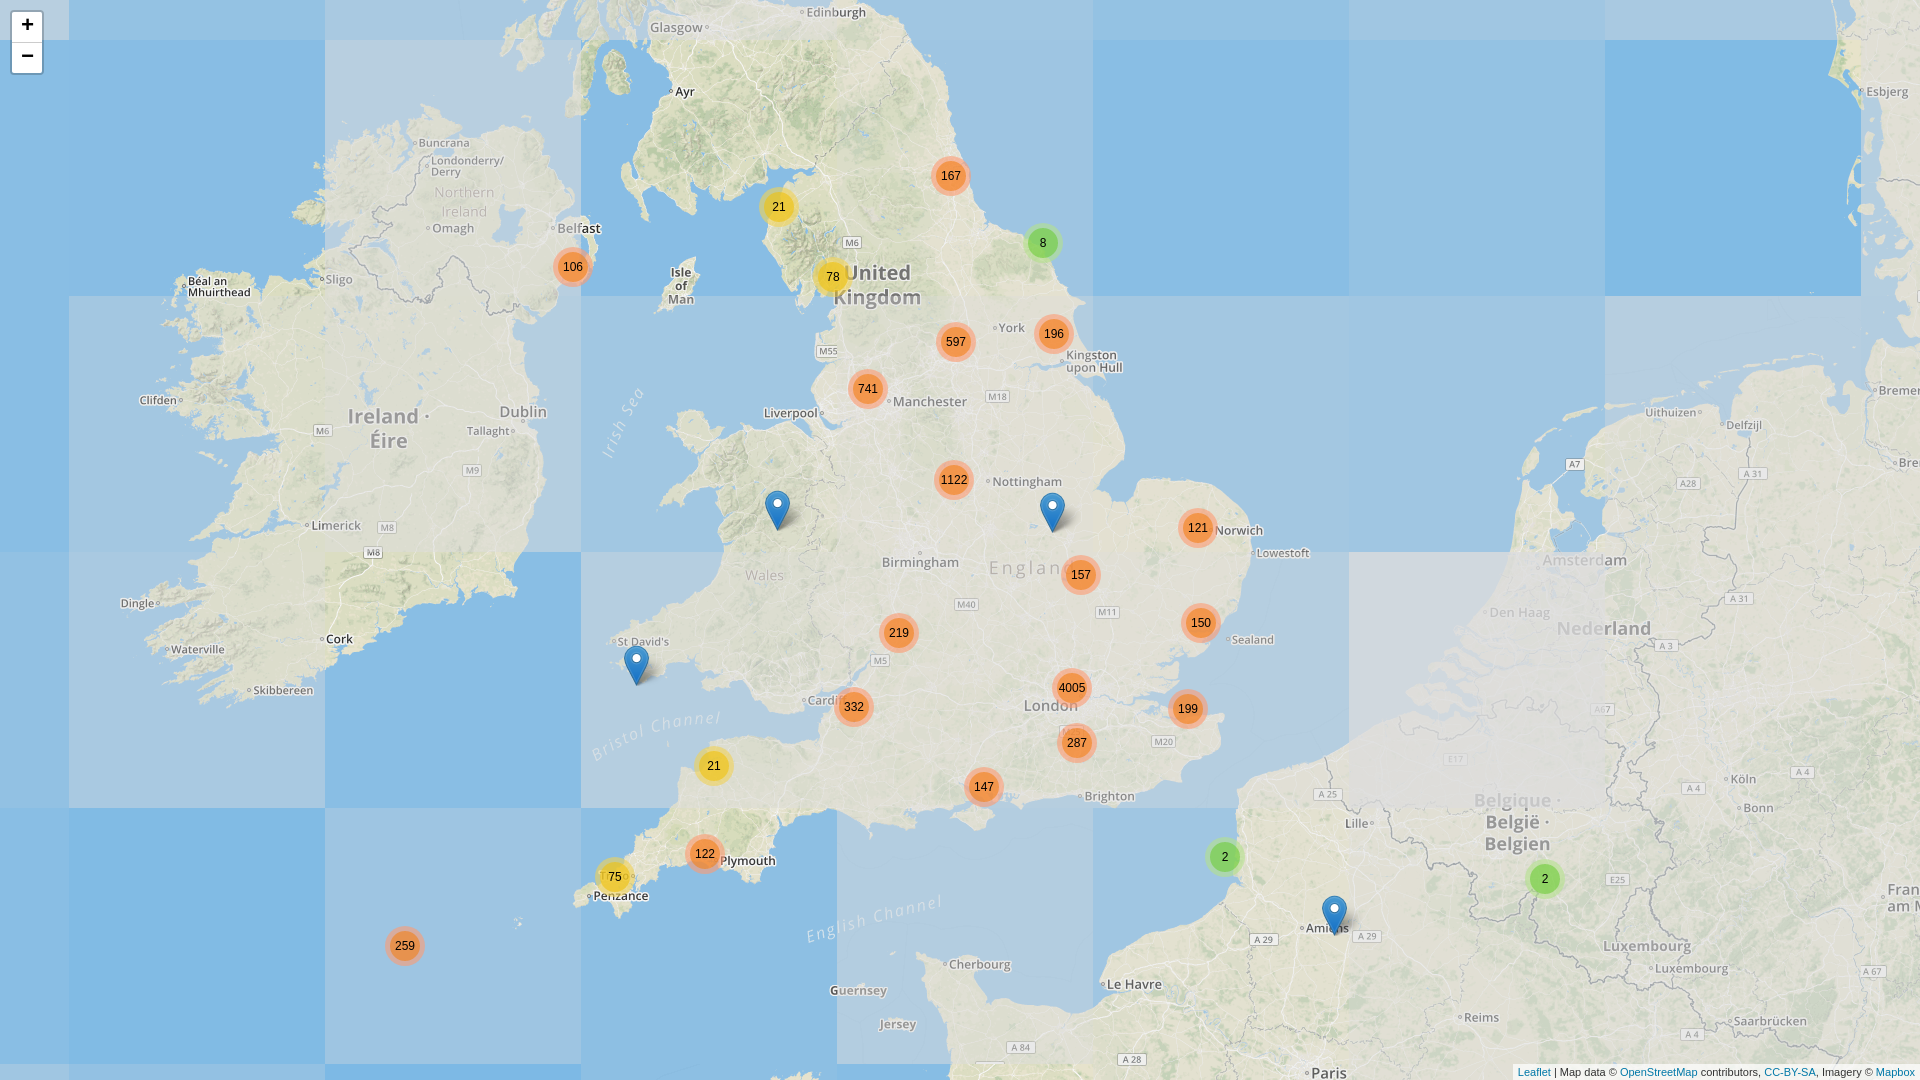 +
−
Edinburgh
Glasgow
Ayr
Esbjerg
Buncrana
Londonderry/
Derry
Northern
Ireland
Omagh
Belfast
167
21
8
106
M6
78
United
Kingdom
Isle
of
Man
Sligo
Béal an
Mhuirthead
York
196
597
M55
Kingston
upon Hull
741
Manchester
M18
Liverpool
Irish Sea
Clifden
Dublin
Ireland ·
Éire
Tallaght
M6
M9
Uithuizen
Delfzijl
A7
A 31
A28
1122
Nottingham
121
Norwich
Lowestoft
Limerick
M8
M8
Birmingham
Wales
England
157
M40
M11
150
Sealand
219
M5
Amsterdam
A 31
Den Haag
Nederland
A 3
Dingle
Cork
Waterville
Skibbereen
St David's
332
4005
London
199
287
M20
Bristol Channel
21
147
Brighton
A67
E17
A 25
Lille
Belgique ·
België ·
Belgien
Köln
Bonn
A 4
A 4
122
Plymouth
75
Penzance
2
2
E25
259
English Channel
Amiens
A 29
A 29
Luxembourg
Luxembourg
A 67
Cherbourg
Guernsey
Jersey
Le Havre
Reims
Saarbrücken
A 4
A 84
A 28
Paris
Leaflet | Map data © OpenStreetMap contributors, CC-BY-SA, Imagery © Mapbox